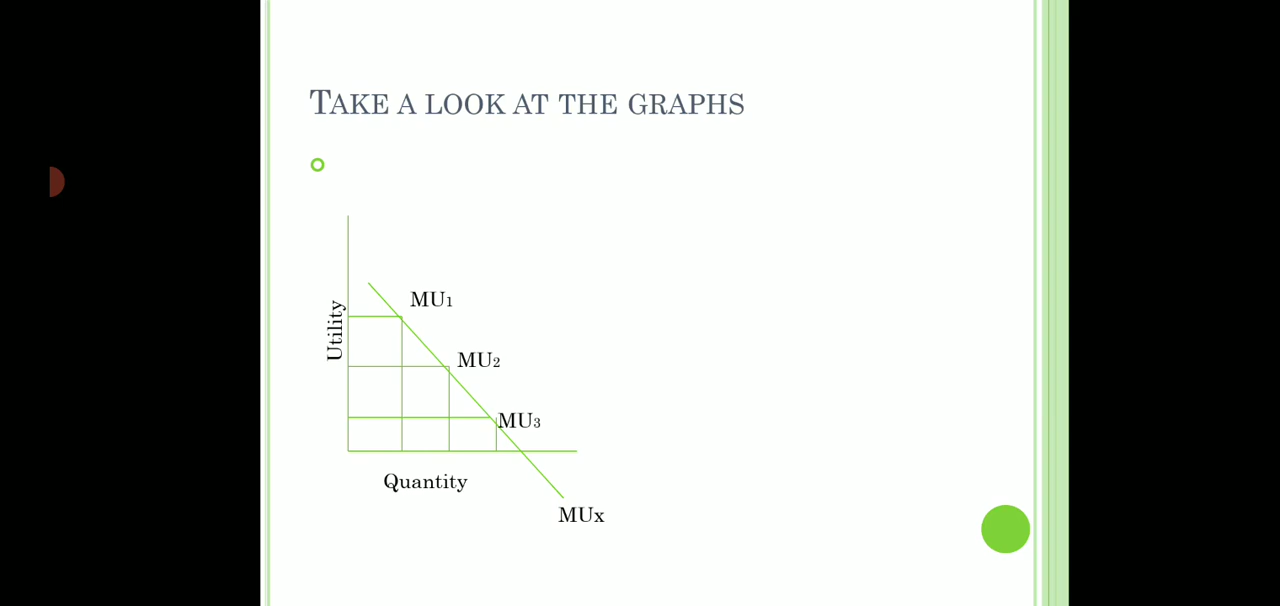 TAKE A LOOK AT THE GRAPHS
Utility
MU1
MU2
MU3
Quantity
MUx